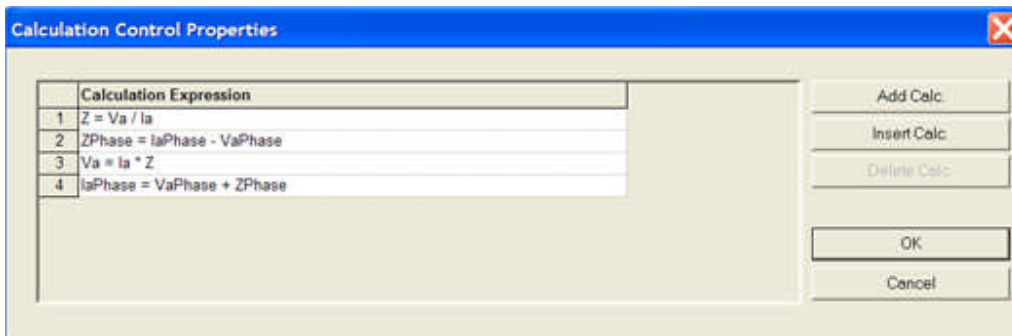 Calculation Control Properties
Calculation Expression
1 Z = Va / Ia
2 ZPhase = IaPhase - VaPhase
3 Va = Ia * Z
4 IaPhase = VaPhase + ZPhase
Add Calc.
Insert Calc
Delete Calc
OK
Cancel